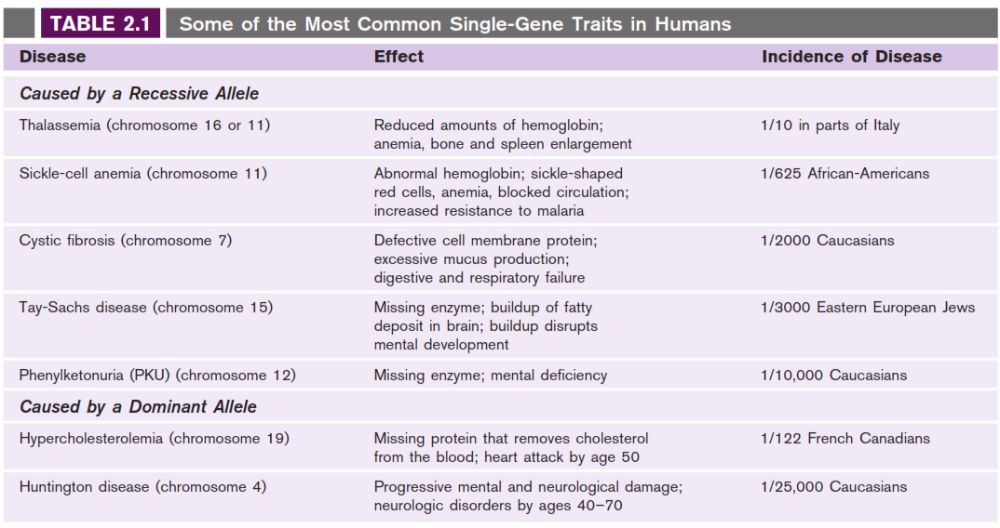 TABLE 2.1 Some of the Most Common Single-Gene Traits in Humans
Disease Effect Incidence of Disease
Caused by a Recessive Allele
Thalassemia (chromosome 16 or 11) Reduced amounts of hemoglobin; 1/10 in parts of Italy
anemia, bone and spleen enlargement
Sickle-cell anemia (chromosome 11) Abnormal hemoglobin; sickle-shaped 1/625 African-Americans
red cells, anemia, blocked circulation;
increased resistance to malaria
Cystic fibrosis (chromosome 7) Defective cell membrane protein; 1/2000 Caucasians
excessive mucus production;
digestive and respiratory failure
Tay-Sachs disease (chromosome 15) Missing enzyme; buildup of fatty 1/3000 Eastern European Jews
deposit in brain; buildup disrupts
mental development
Phenylketonuria (PKU) (chromosome 12) Missing enzyme; mental deficiency 1/10,000 Caucasians
Caused by a Dominant Allele
Hypercholesterolemia (chromosome 19) Missing protein that removes cholesterol 1/122 French Canadians
from the blood; heart attack by age 50
Huntington disease (chromosome 4) Progressive mental and neurological damage; 1/25,000 Caucasians
neurologic disorders by ages 40–70